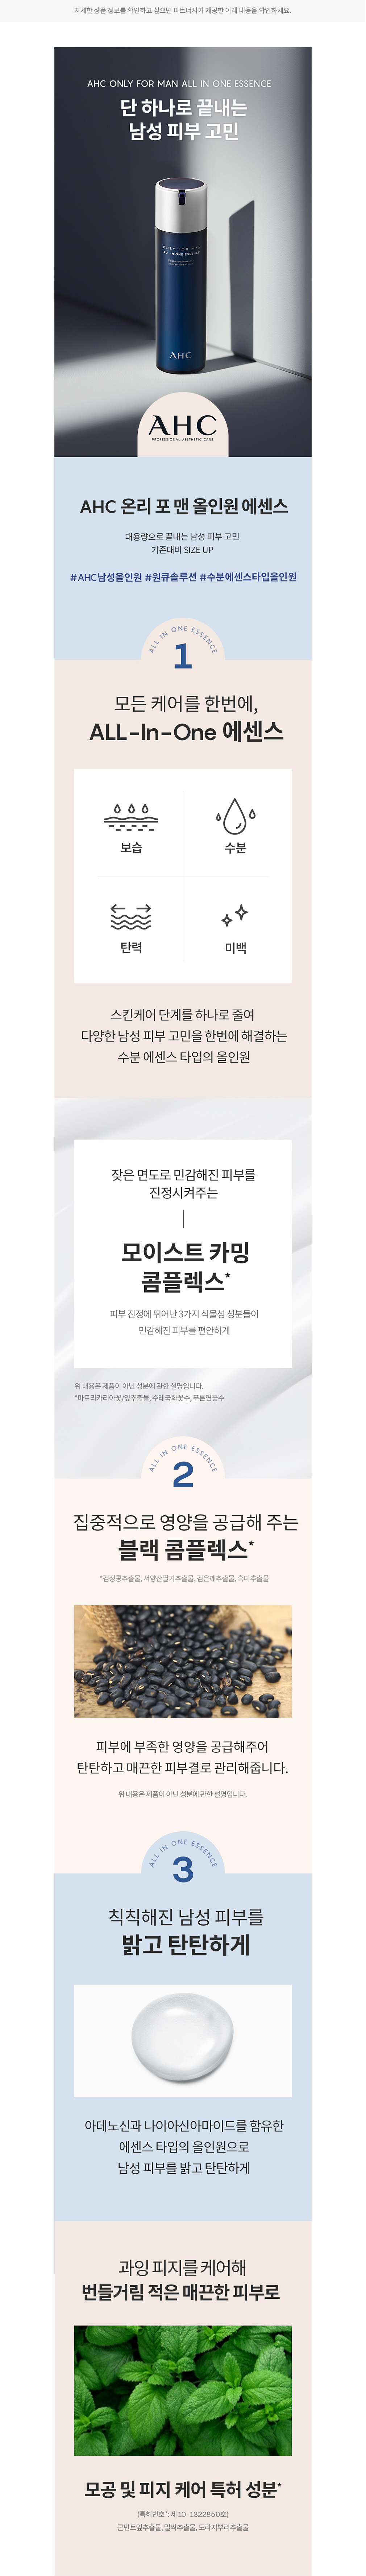 자세한 상품 정보를 확인하고 싶으면 파트너사가 제공한 아래 내용을 확인하세요.
AHC ONLY FOR MAN ALL IN ONE ESSENCE
단 하나로 끝내는
남성 피부 고민
ONLY FOR MAN
ALL IN ONE ESSENCE
AHC
AHC
PROFESSIONAL AESTHETIC CARE
AHC 온리 포 맨 올인원 에센스
대용량으로 끝내는 남성 피부 고민
기존대비 SIZE UP
#AHC남성올인원 #원큐솔루션 #수분에센스타입올인원
ALL IN ONE ESSENCE
1
모든 케어를 한번에,
ALL-In-One 에센스
보습
수분
탄력
미백
스킨케어 단계를 하나로 줄여
다양한 남성 피부 고민을 한번에 해결하는
수분 에센스 타입의 올인원
잦은 면도로 민감해진 피부를
진정시켜주는
모이스트 카밍
콤플렉스*
피부 진정에 뛰어난 3가지 식물성 성분들이
민감해진 피부를 편안하게
위 내용은 제품이 아닌 성분에 관한 설명입니다.
*마트리카리아꽃/잎추출물, 수레국화꽃수, 푸른연꽃수
ALL IN ONE ESSENCE
2
집중적으로 영양을 공급해 주는
블랙 콤플렉스*
*검정콩추출물, 서양산딸기추출물, 검은깨추출물, 흑미추출물
피부에 부족한 영양을 공급해주어
탄탄하고 매끈한 피부결로 관리해줍니다.
위 내용은 제품이 아닌 성분에 관한 설명입니다.
ALL IN ONE ESSENCE
3
칙칙해진 남성 피부를
밝고 탄탄하게
아데노신과 나이아신아마이드를 함유한
에센스 타입의 올인원으로
남성 피부를 밝고 탄탄하게
과잉 피지를 케어해
번들거림 적은 매끈한 피부로
모공 및 피지 케어 특허 성분*
(특허번호*: 제 10-1322850호)
콘민트잎추출물, 밀싹추출물, 도라지뿌리추출물